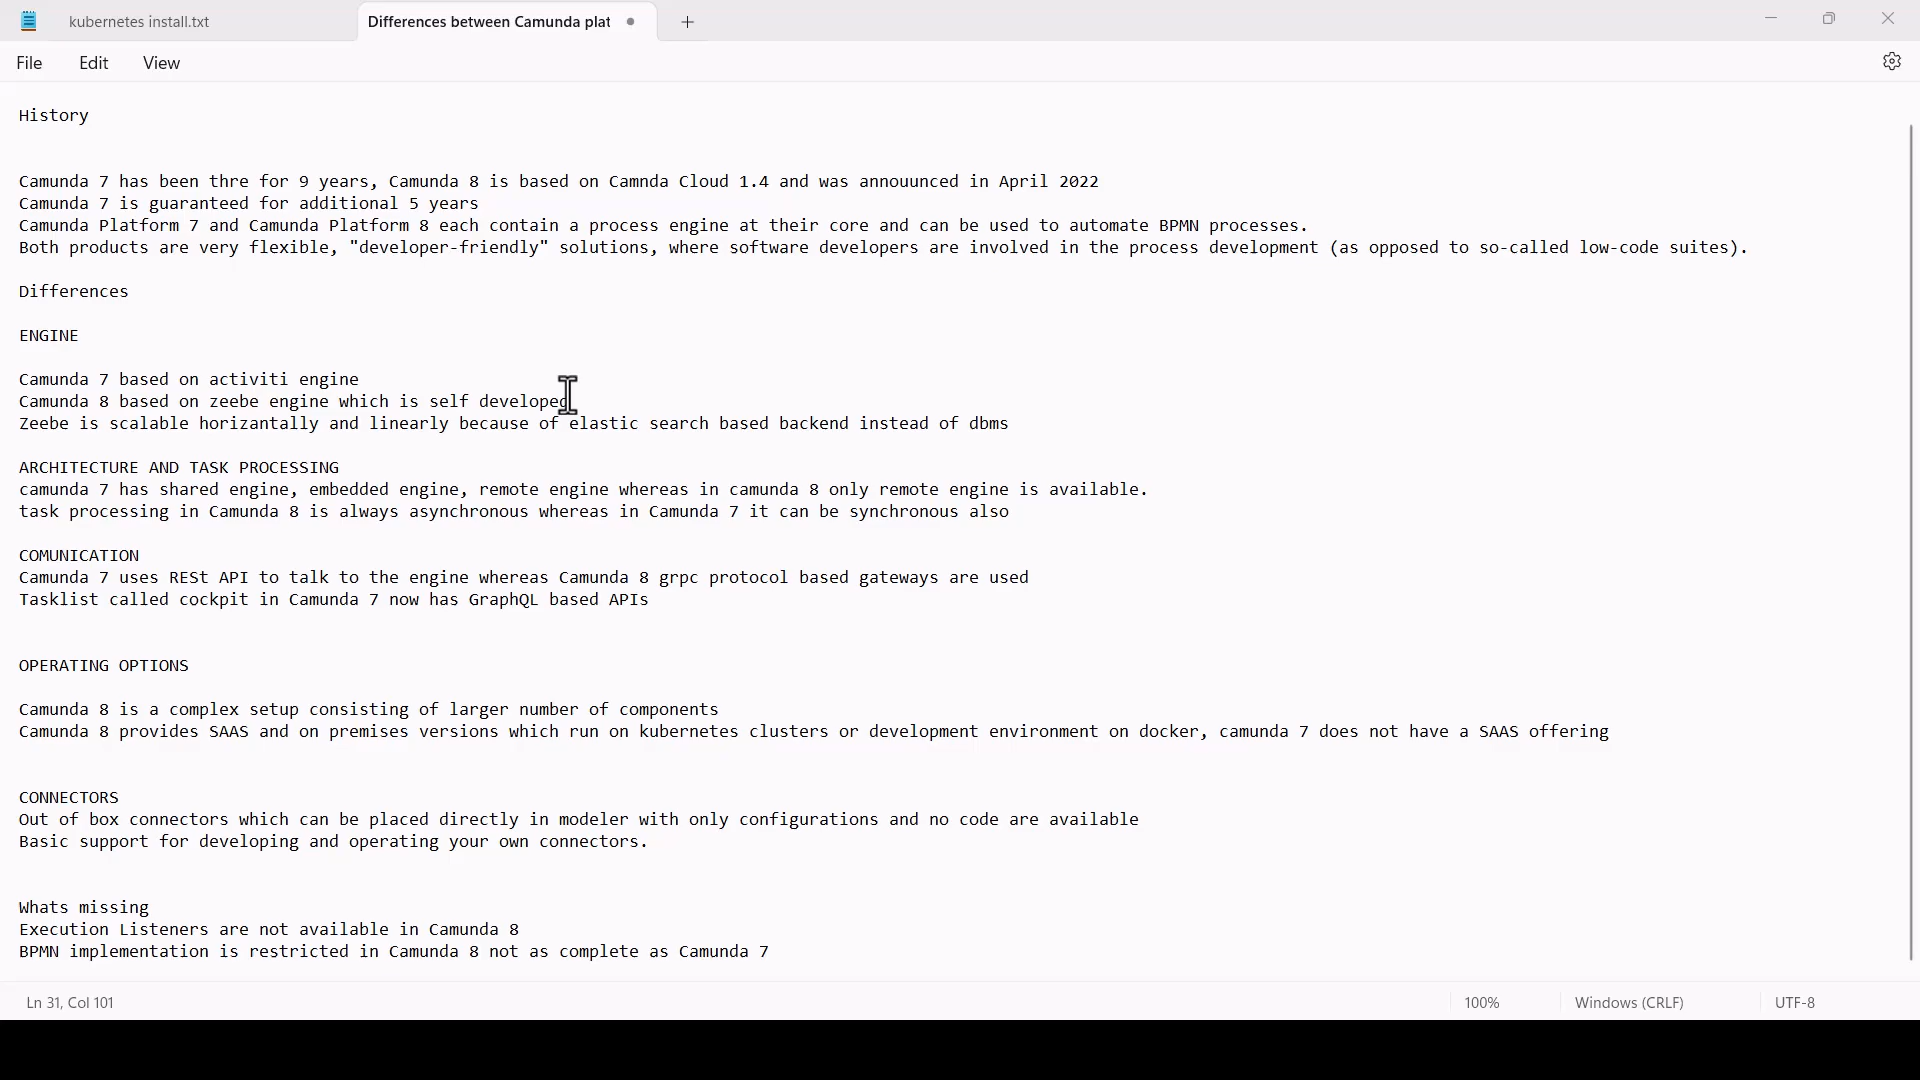 kubernetes install.txt
Differences between Camunda plat
File Edit View
History
Camunda 7 has been thre for 9 years, Camunda 8 is based on Camnda Cloud 1.4 and was annouunced in April 2022
Camunda 7 is guaranteed for additional 5 years
Camunda Platform 7 and Camunda Platform 8 each contain a process engine at their core and can be used to automate BPMN processes.
Both products are very flexible, "developer-friendly" solutions, where software developers are involved in the process development (as opposed to so-called low-code suites).
Differences
ENGINE
Camunda 7 based on activiti engine
Camunda 8 based on zeebe engine which is self developed
Zeebe is scalable horizantally and linearly because of elastic search based backend instead of dbms
ARCHITECTURE AND TASK PROCESSING
camunda 7 has shared engine, embedded engine, remote engine whereas in camunda 8 only remote engine is available.
task processing in Camunda 8 is always asynchronous whereas in Camunda 7 it can be synchronous also
COMUNICATION
Camunda 7 uses RESt API to talk to the engine whereas Camunda 8 grpc protocol based gateways are used
Tasklist called cockpit in Camunda 7 now has GraphQL based APIs
OPERATING OPTIONS
Camunda 8 is a complex setup consisting of larger number of components
Camunda 8 provides SAAS and on premises versions which run on kubernetes clusters or development environment on docker, camunda 7 does not have a SAAS offering
CONNECTORS
Out of box connectors which can be placed directly in modeler with only configurations and no code are available
Basic support for developing and operating your own connectors.
Whats missing
Execution Listeners are not available in Camunda 8
BPMN implementation is restricted in Camunda 8 not as complete as Camunda 7
Ln 31, Col 101
100%
Windows (CRLF)
UTF-8